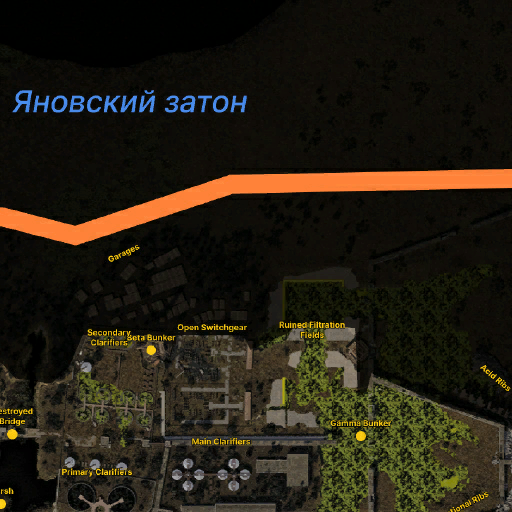 Яновский затон
Garages
Open Switchgear
Ruined Filtration
Fields
Secondary
Clarifiers
Beta Bunker
Acid Ribs
estroyed
Bridge
Gamma Bunker
Main Clarifiers
Primary Clarifiers
rsh
tional Ribs